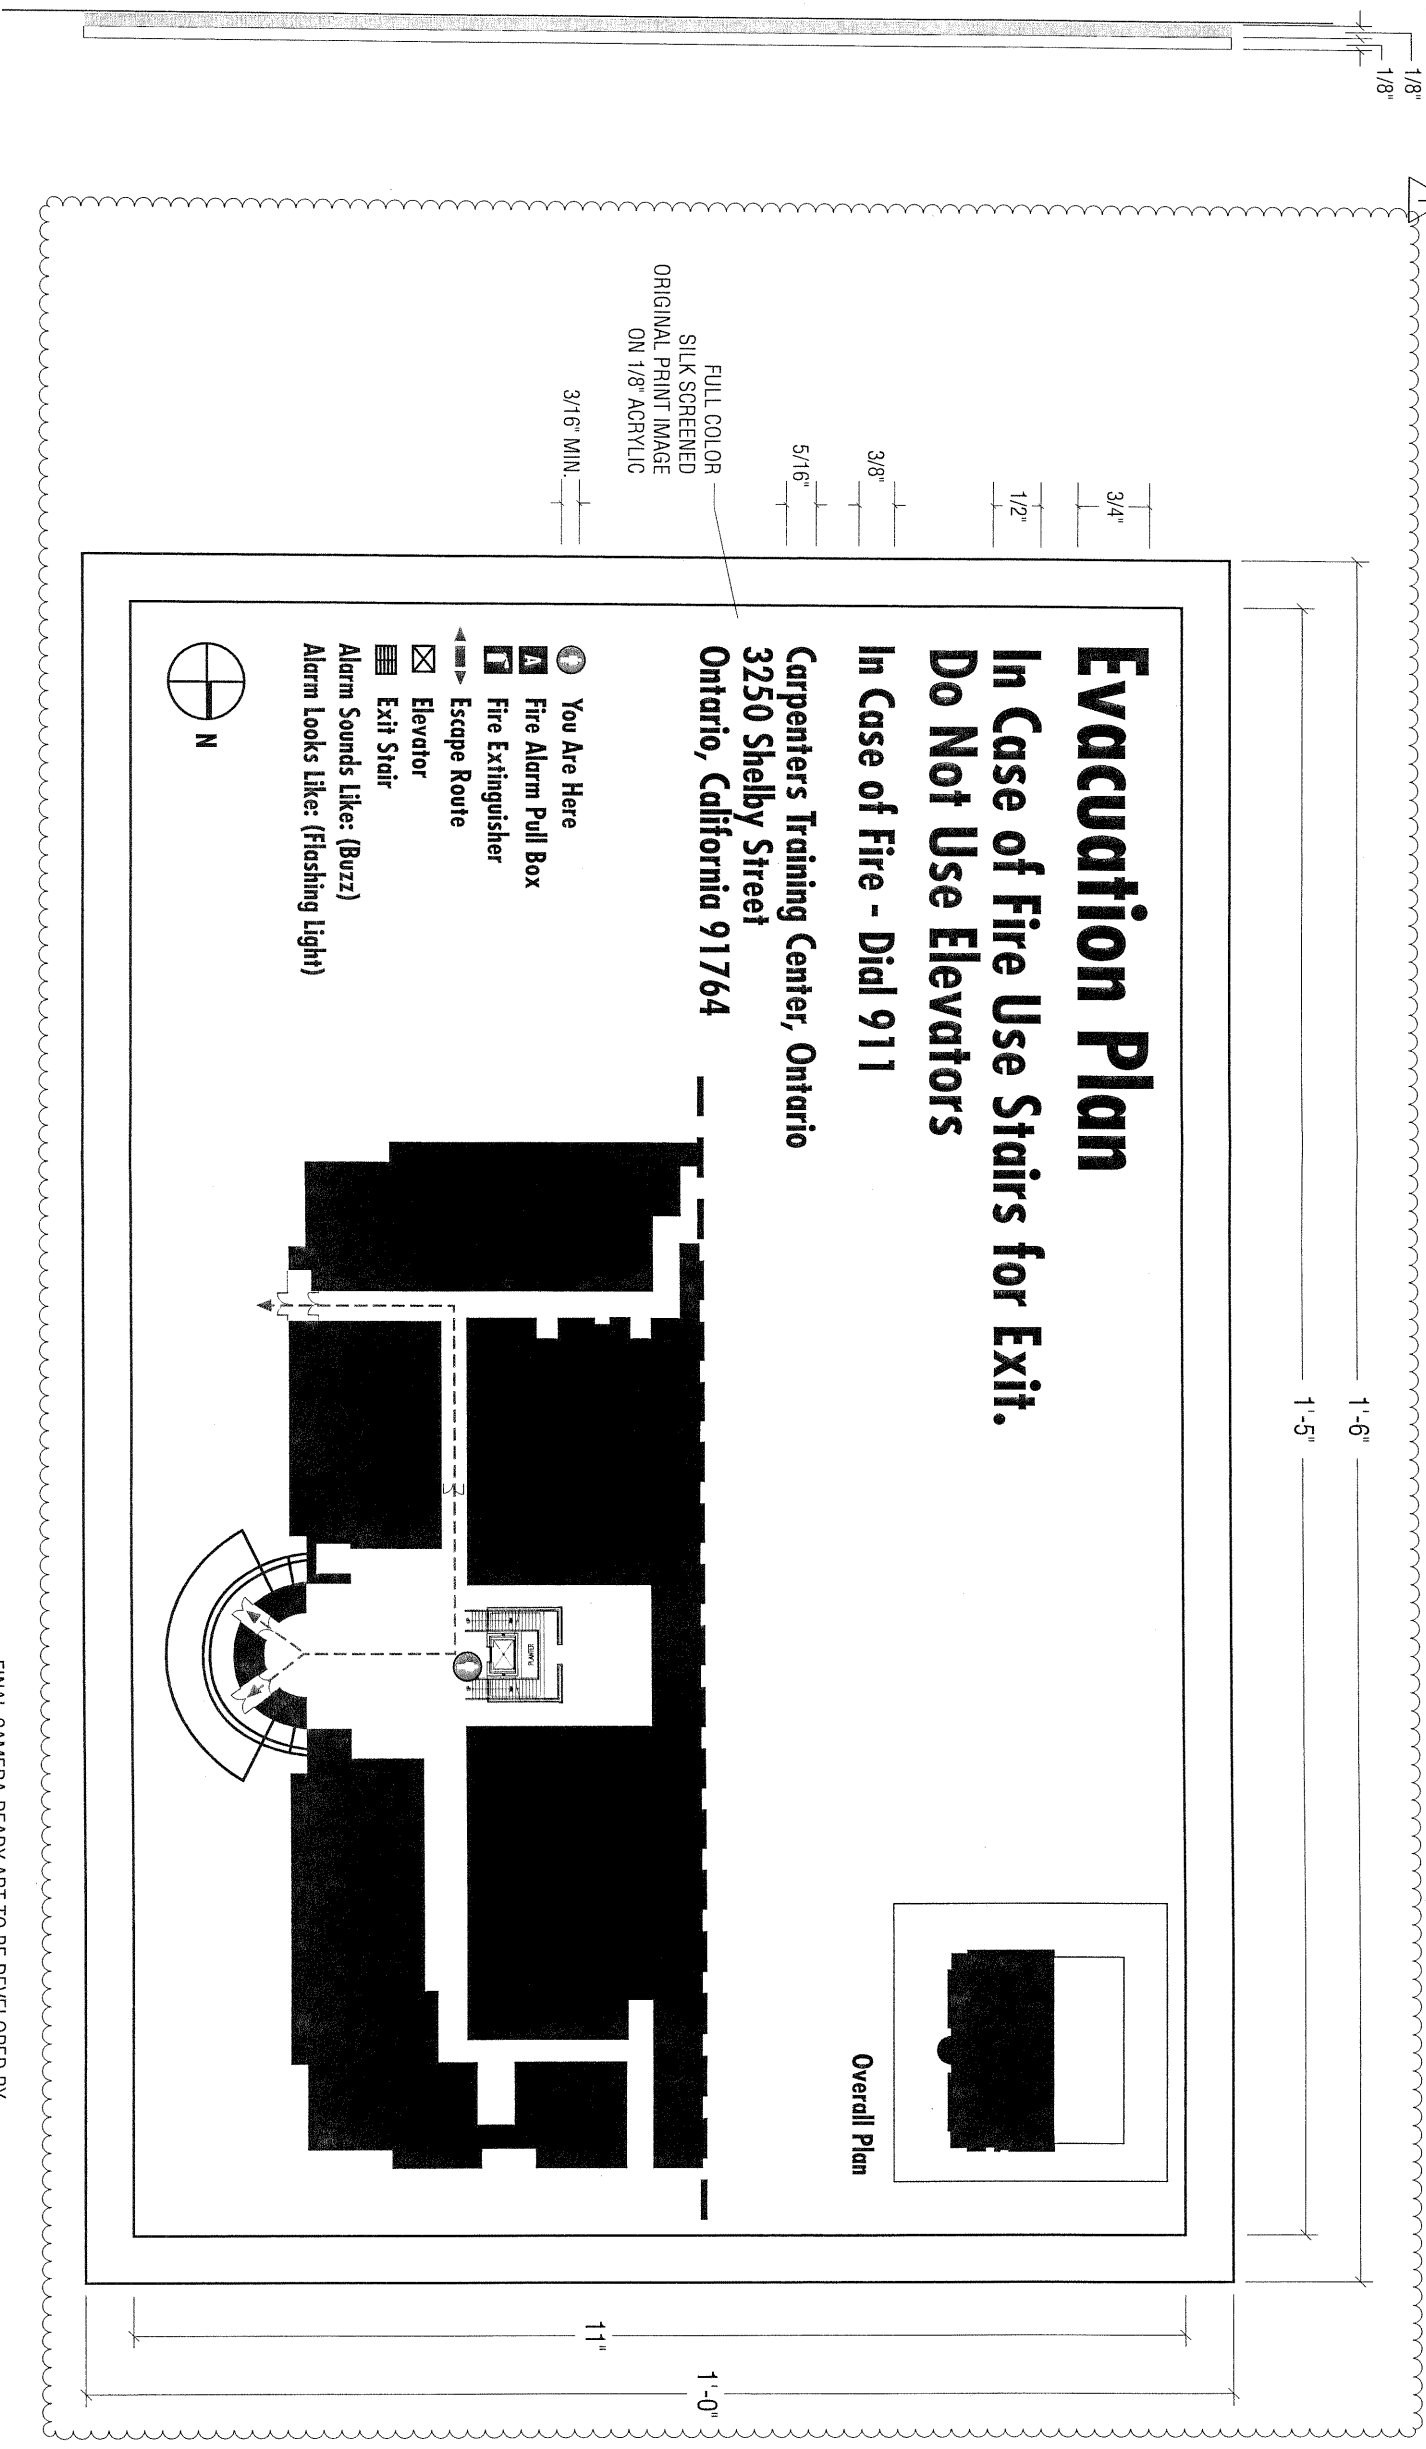 1/8"
1/8"
1
1'-6"
1'-5"
3/4"
1/2"
3/8"
5/16"
FULL COLOR
SILK SCREENED
ORIGINAL PRINT IMAGE
ON 1/8" ACRYLIC
3/16" MIN.
Evacuation Plan
In Case of Fire Use Stairs for Exit.
Do Not Use Elevators
In Case of Fire - Dial 911
Carpenters Training Center, Ontario
3250 Shelby Street
Ontario, California 91764
You Are Here
A Fire Alarm Pull Box
Fire Extinguisher
Escape Route
Elevator
Exit Stair
Alarm Sounds Like: (Buzz)
Alarm Looks Like: (Flashing Light)
N
Overall Plan
PLANTER
11"
1'-0"
FINAL CAMERA READY ART TO BE DEVELOPED BY